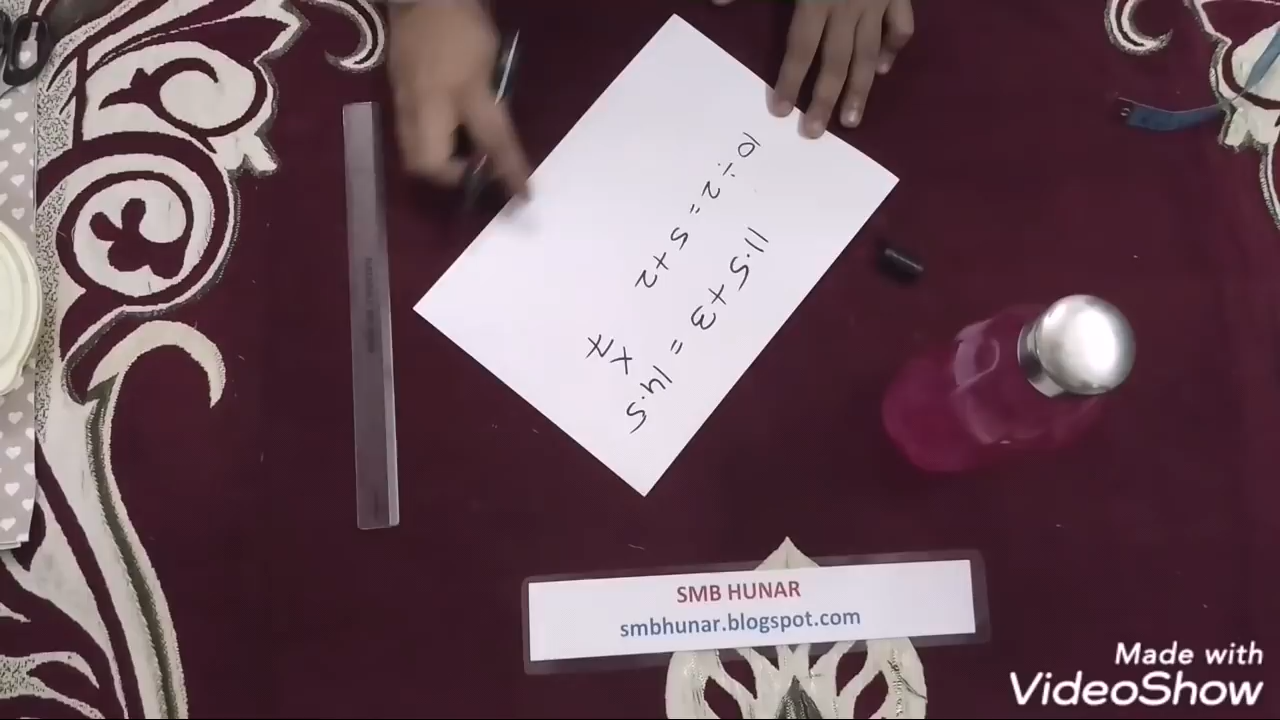 10 ÷ 2 = 5 + 2
11.5 + 3 = 14.5
x 7
SMB HUNAR
smbhunar.blogspot.com
Made with
VideoShow